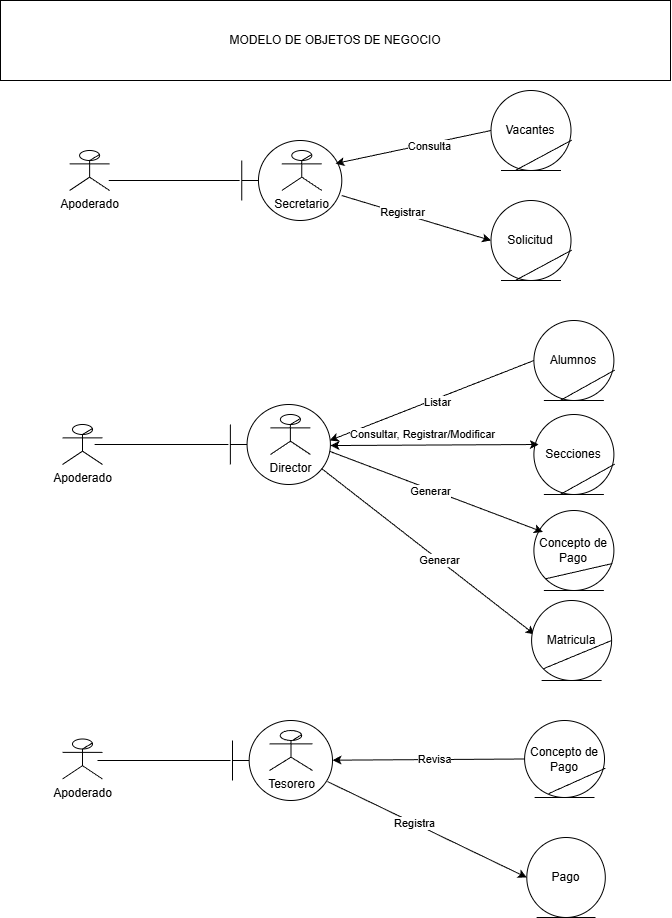 MODELO DE OBJETOS DE NEGOCIO
Vacantes
Consulta
Apoderado
Secretario
Registrar
Solicitud
Alumnos
Listar
Consultar, Registrar/Modificar
Secciones
Apoderado
Director
Generar
Concepto de
Pago
Generar
Matricula
Concepto de
Pago
Revisa
Apoderado
Tesorero
Registra
Pago